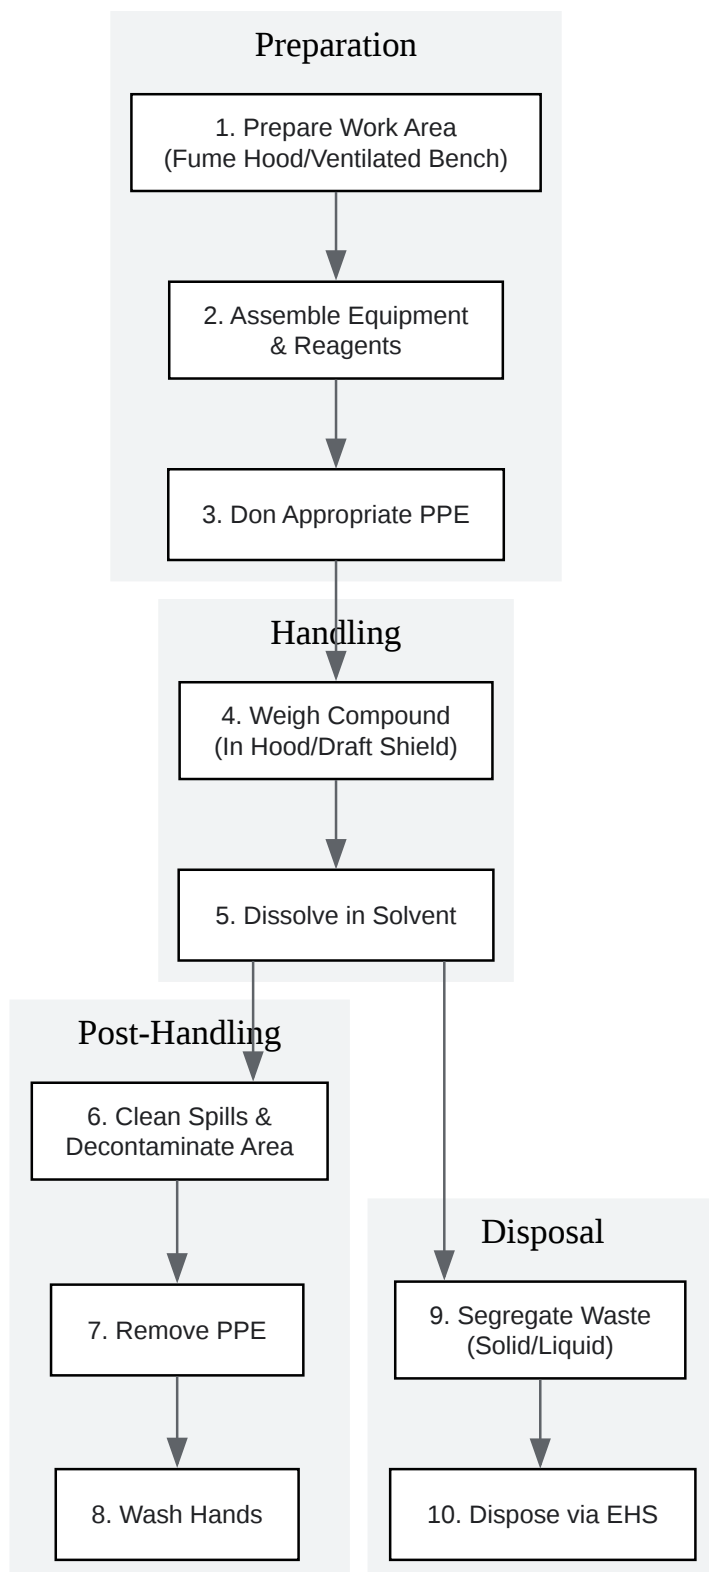 Preparation
1. Prepare Work Area
(Fume Hood/Ventilated Bench)
2. Assemble Equipment
& Reagents
3. Don Appropriate PPE
Handling
4. Weigh Compound
(In Hood/Draft Shield)
5. Dissolve in Solvent
Post-Handling
6. Clean Spills &
Decontaminate Area
7. Remove PPE
8. Wash Hands
Disposal
9. Segregate Waste
(Solid/Liquid)
10. Dispose via EHS